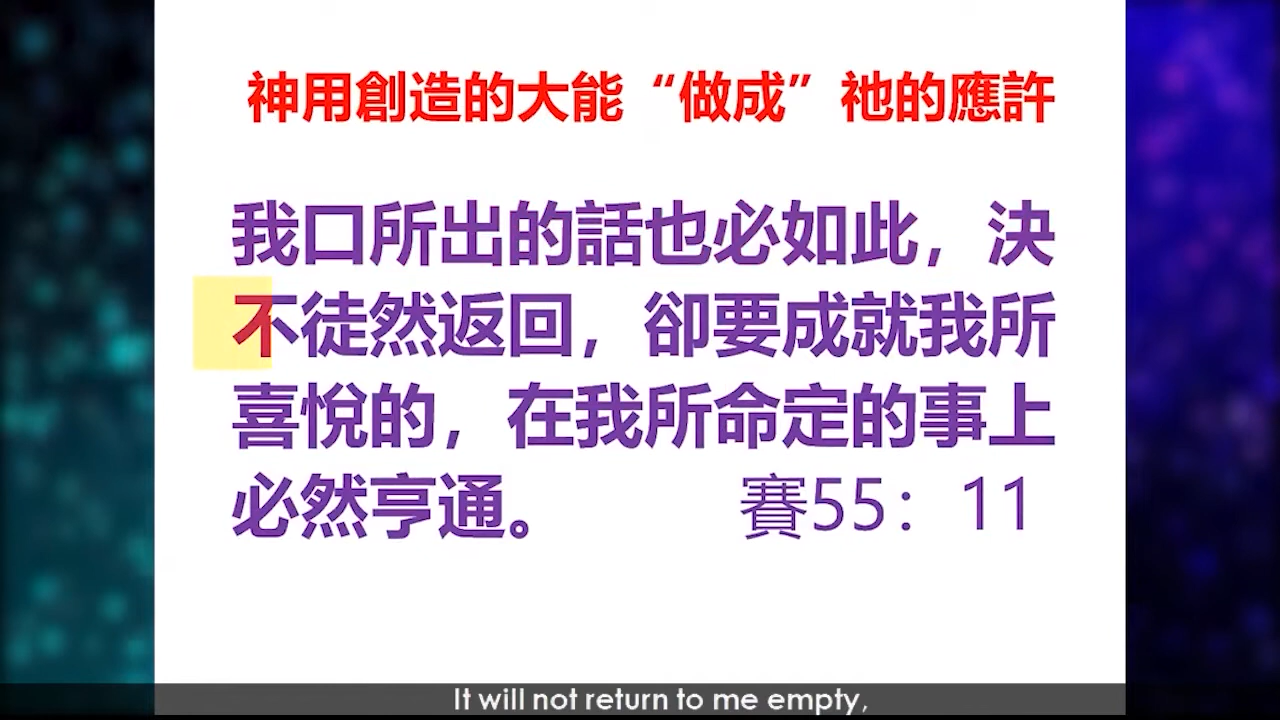 神用創造的大能“做成”祂的應許
我口所出的話也必如此，決
不徒然返回，卻要成就我所
喜悅的，在我所命定的事上
必然亨通。 賽55：11
It will not return to me empty,